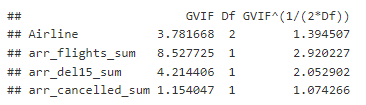 ##                       GVIF Df GVIF^(1/(2*Df))
## Airline           3.781668  2        1.394507
## arr_flights_sum   8.527725  1        2.920227
## arr_del15_sum     4.214406  1        2.052902
## arr_cancelled_sum 1.154047  1        1.074266